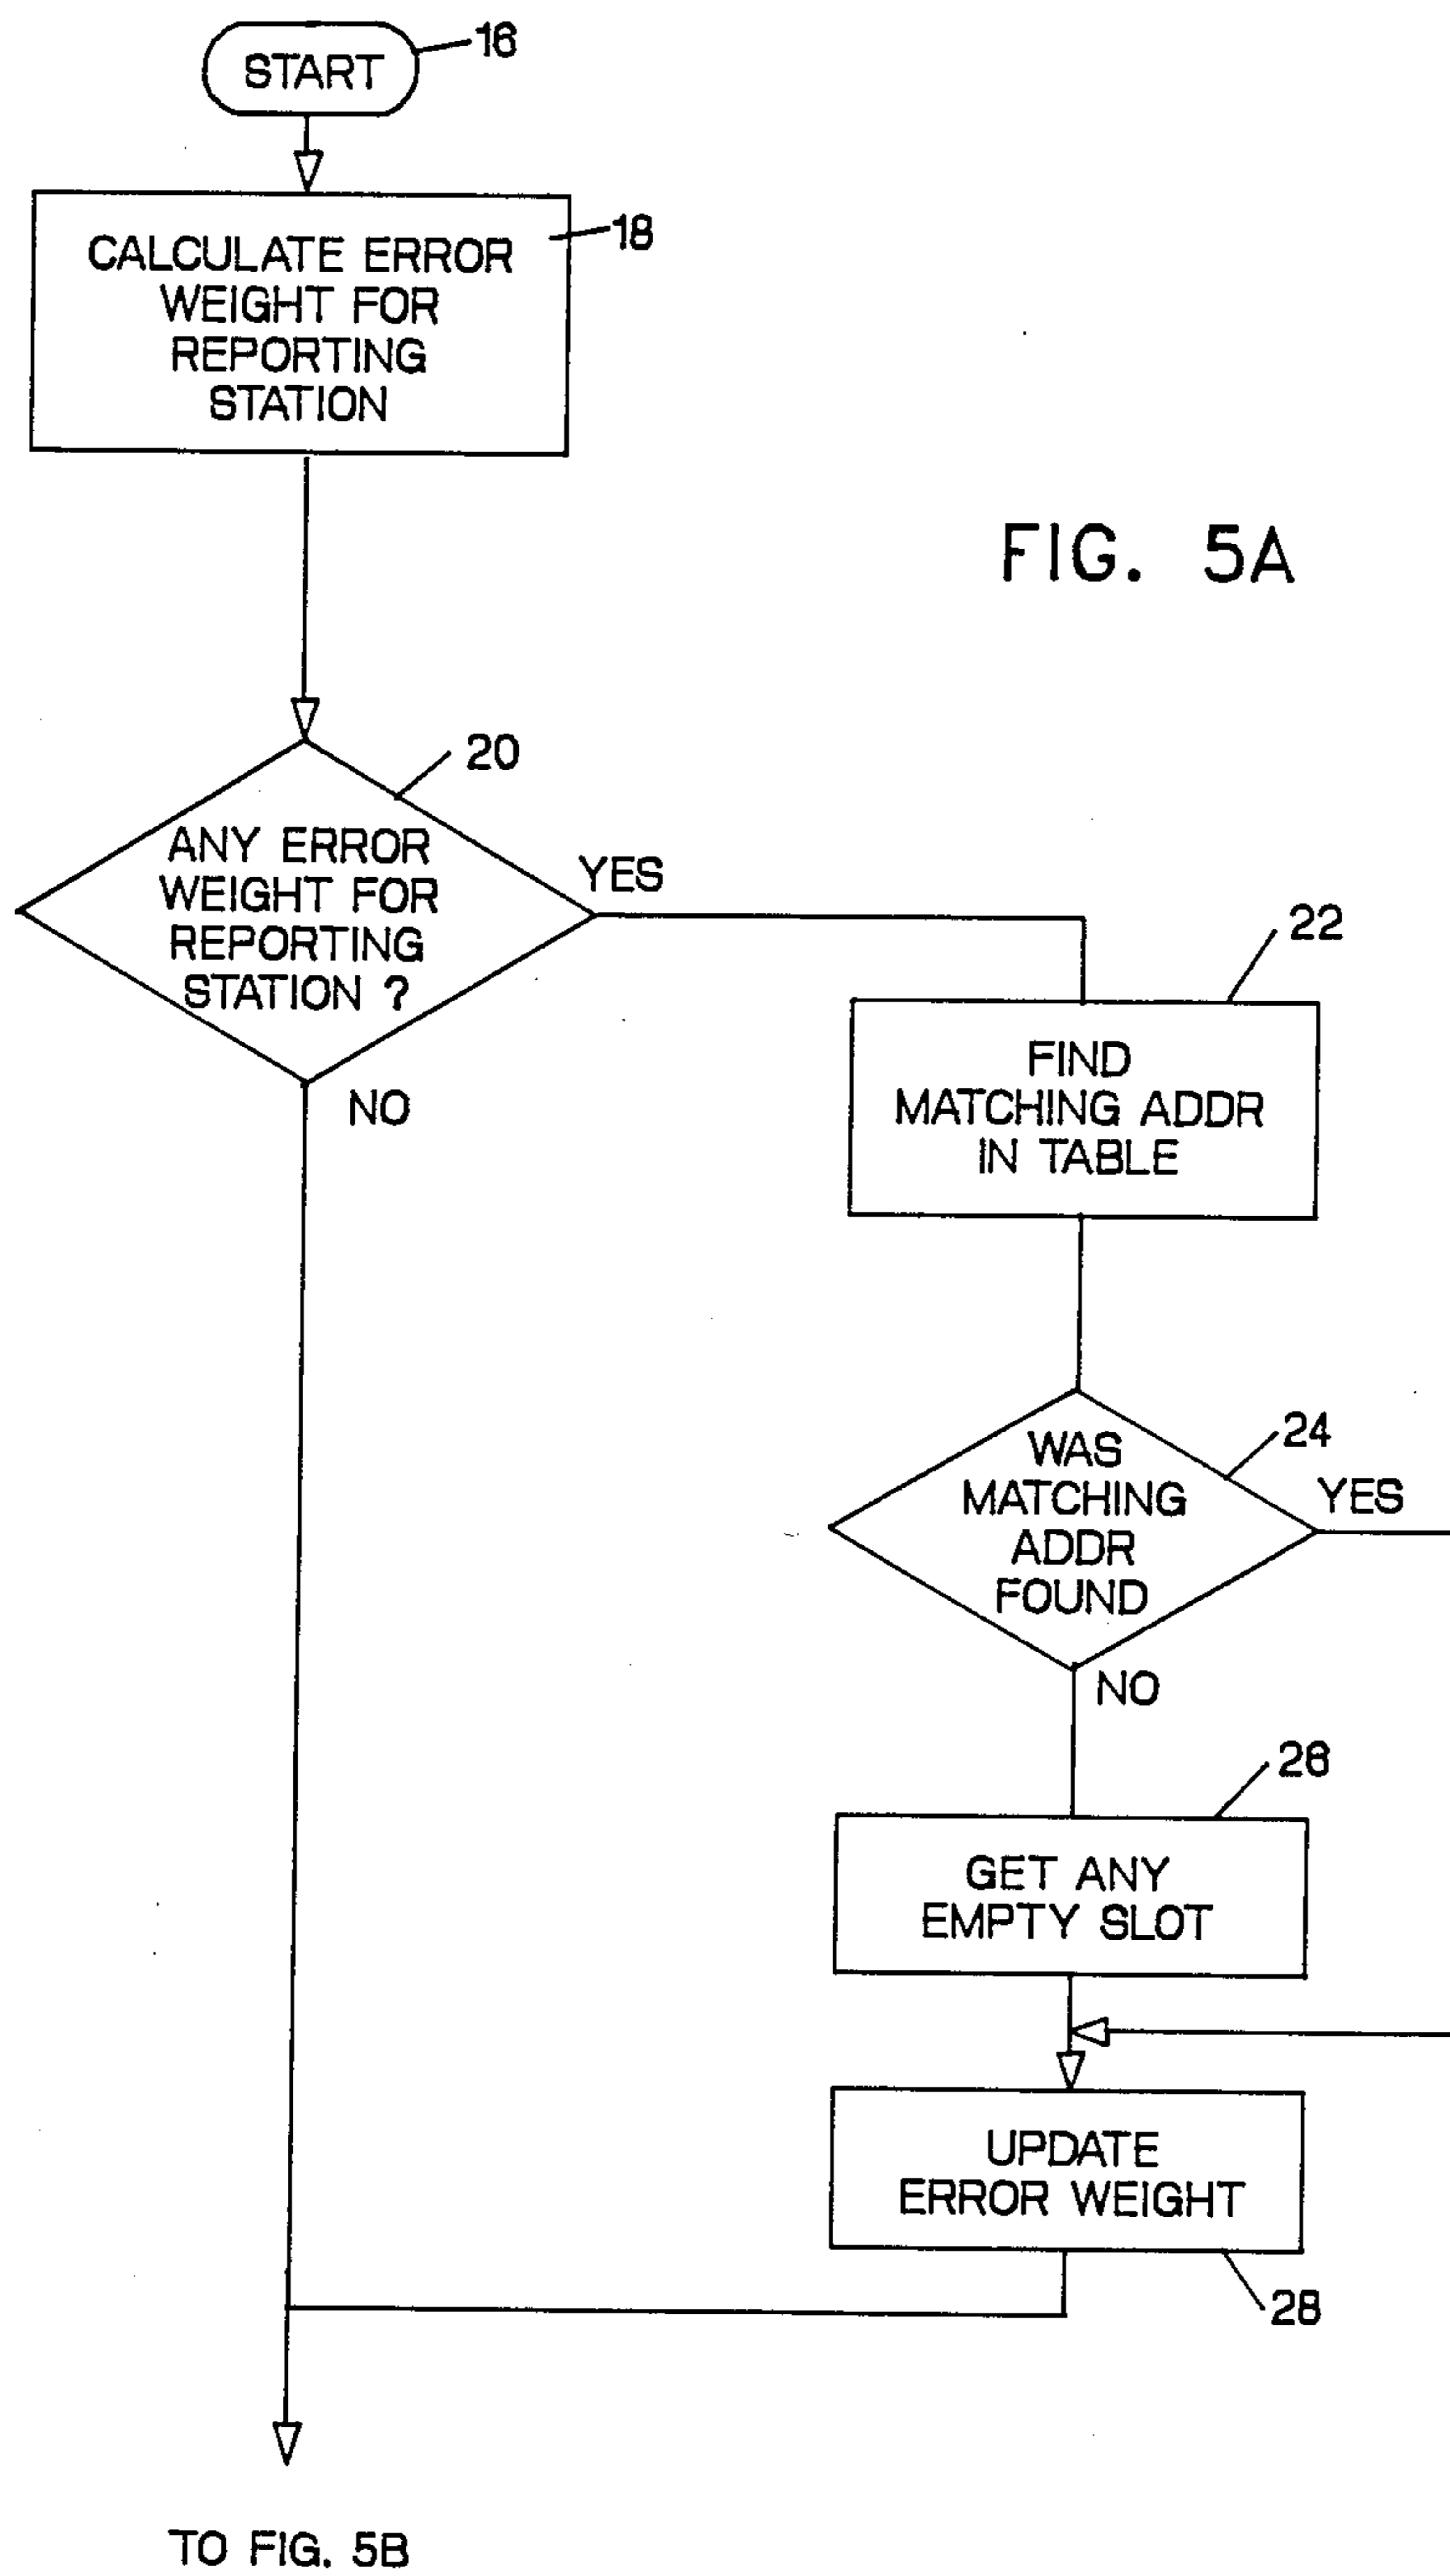 START
16
CALCULATE ERROR
WEIGHT FOR
REPORTING
STATION
18
FIG. 5A
20
ANY ERROR
WEIGHT FOR
REPORTING
STATION ?
YES
NO
22
FIND
MATCHING ADDR
IN TABLE
24
WAS
MATCHING
ADDR
FOUND
YES
NO
26
GET ANY
EMPTY SLOT
UPDATE
ERROR WEIGHT
28
TO FIG. 5B